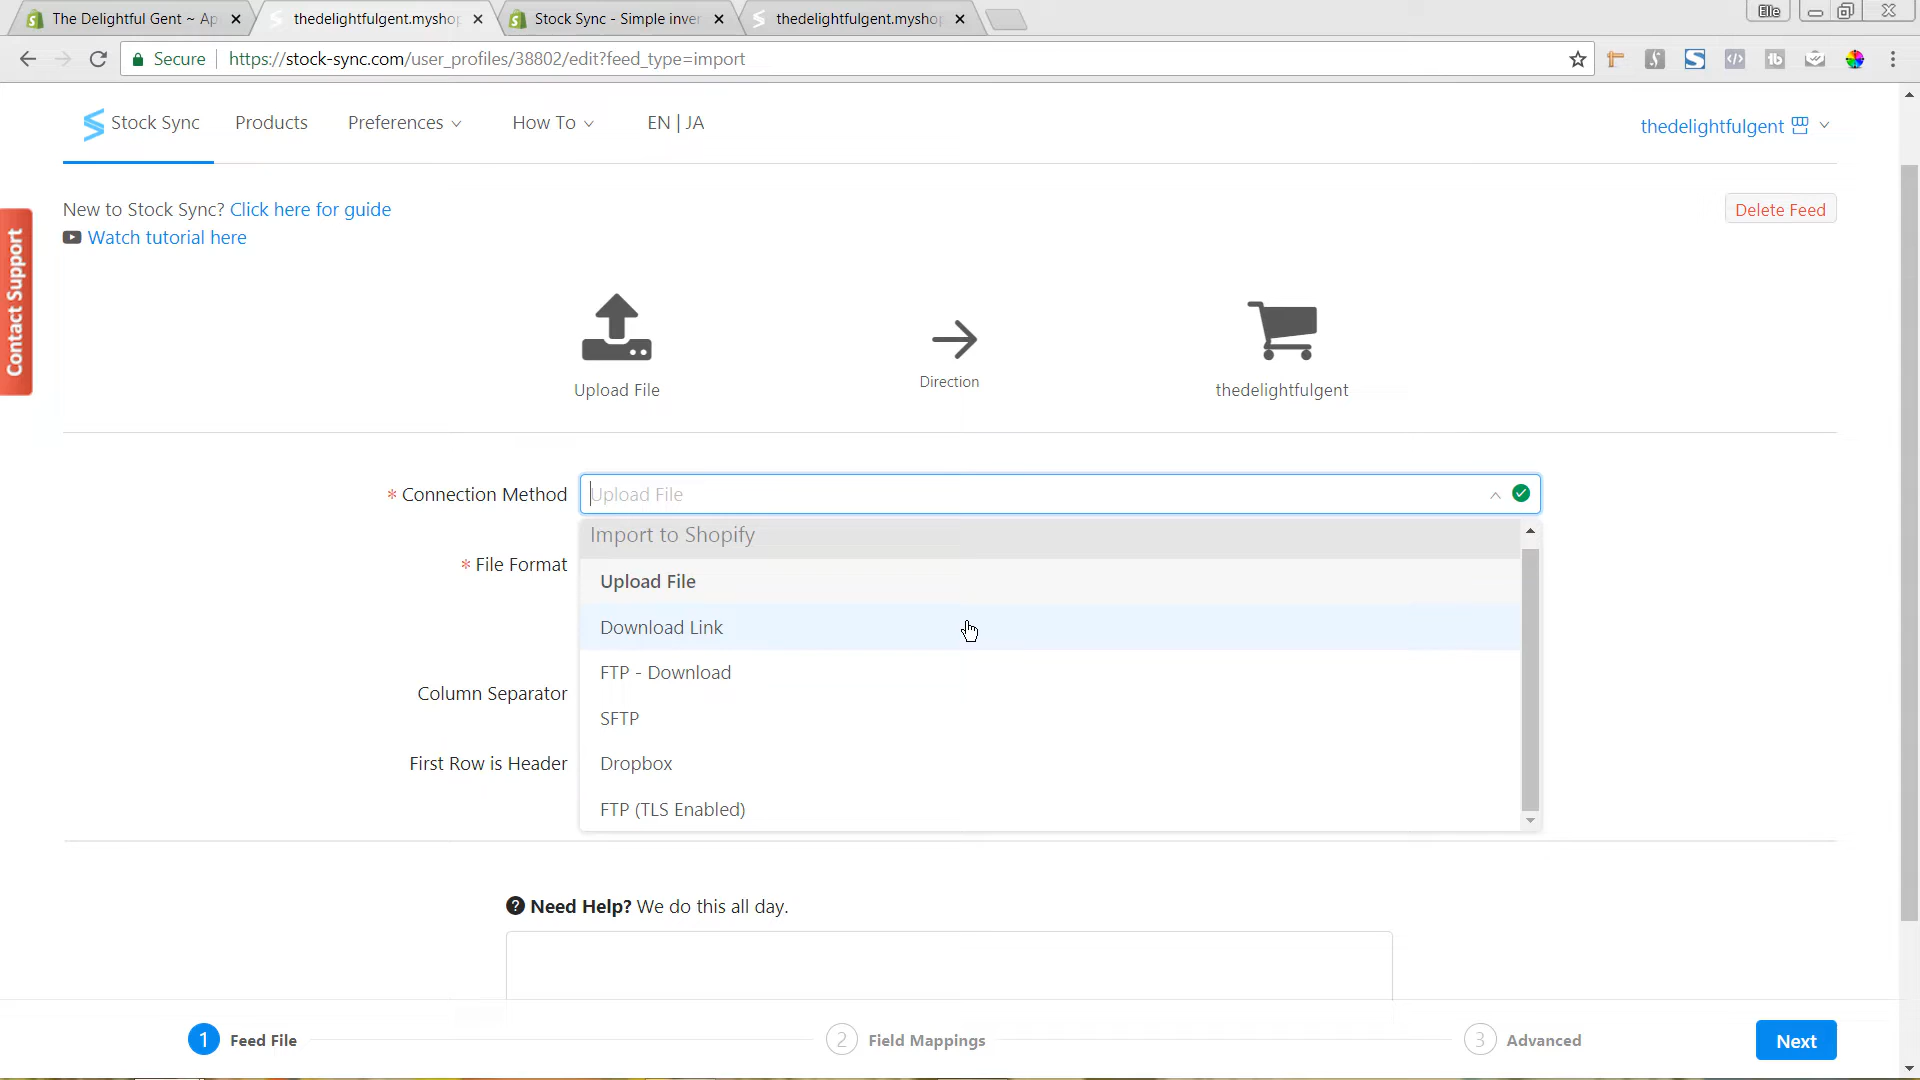 The Delightful Gent ~ Ap
thedelightfulgent.myshop
Stock Sync - Simple inver
thedelightfulgent.myshop
Elle
Secure
https://stock-sync.com/user_profiles/38802/edit?feed_type=import
Stock Sync
Products
Preferences
How To
EN | JA
thedelightfulgent
New to Stock Sync? Click here for guide
Watch tutorial here
Delete Feed
Contact Support
Upload File
Direction
thedelightfulgent
* Connection Method
Upload File
Import to Shopify
* File Format
Upload File
Download Link
FTP - Download
Column Separator
SFTP
First Row is Header
Dropbox
FTP (TLS Enabled)
Need Help? We do this all day.
1 Feed File
2 Field Mappings
3 Advanced
Next